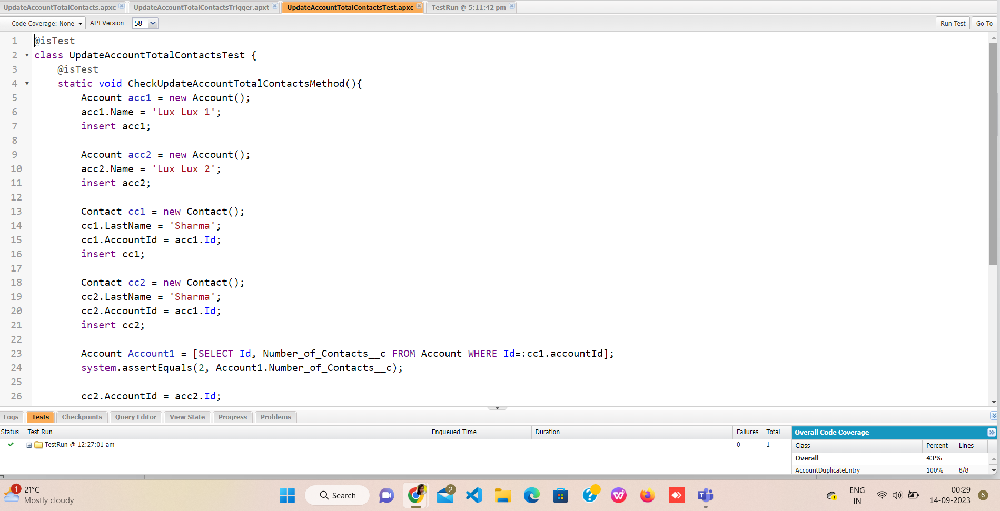 UpdateAccountTotalContacts.apxc UpdateAccountTotalContactsTrigger.apxt UpdateAccountTotalContactsTest.apxc TestRun @ 5:11:42 pm
Code Coverage: None API Version: 58 Run Test Go To
1 @isTest
2 class UpdateAccountTotalContactsTest {
3 @isTest
4 static void CheckUpdateAccountTotalContactsMethod(){
5 Account acc1 = new Account();
6 acc1.Name = 'Lux Lux 1';
7 insert acc1;
8
9 Account acc2 = new Account();
10 acc2.Name = 'Lux Lux 2';
11 insert acc2;
12
13 Contact cc1 = new Contact();
14 cc1.LastName = 'Sharma';
15 cc1.AccountId = acc1.Id;
16 insert cc1;
17
18 Contact cc2 = new Contact();
19 cc2.LastName = 'Sharma';
20 cc2.AccountId = acc1.Id;
21 insert cc2;
22
23 Account Account1 = [SELECT Id, Number_of_Contacts__c FROM Account WHERE Id=:cc1.accountId];
24 system.assertEquals(2, Account1.Number_of_Contacts__c);
25
26 cc2.AccountId = acc2.Id;
Logs Tests Checkpoints Query Editor View State Progress Problems
Status Test Run Enqueued Time Duration Failures Total Overall Code Coverage
TestRun @ 12:27:01 am 0 1 Class Percent Lines
Overall 43%
AccountDuplicateEntry 100% 8/8
1 21°C
Mostly cloudy
Search
2
ENG
IN
00:29
14-09-2023
6